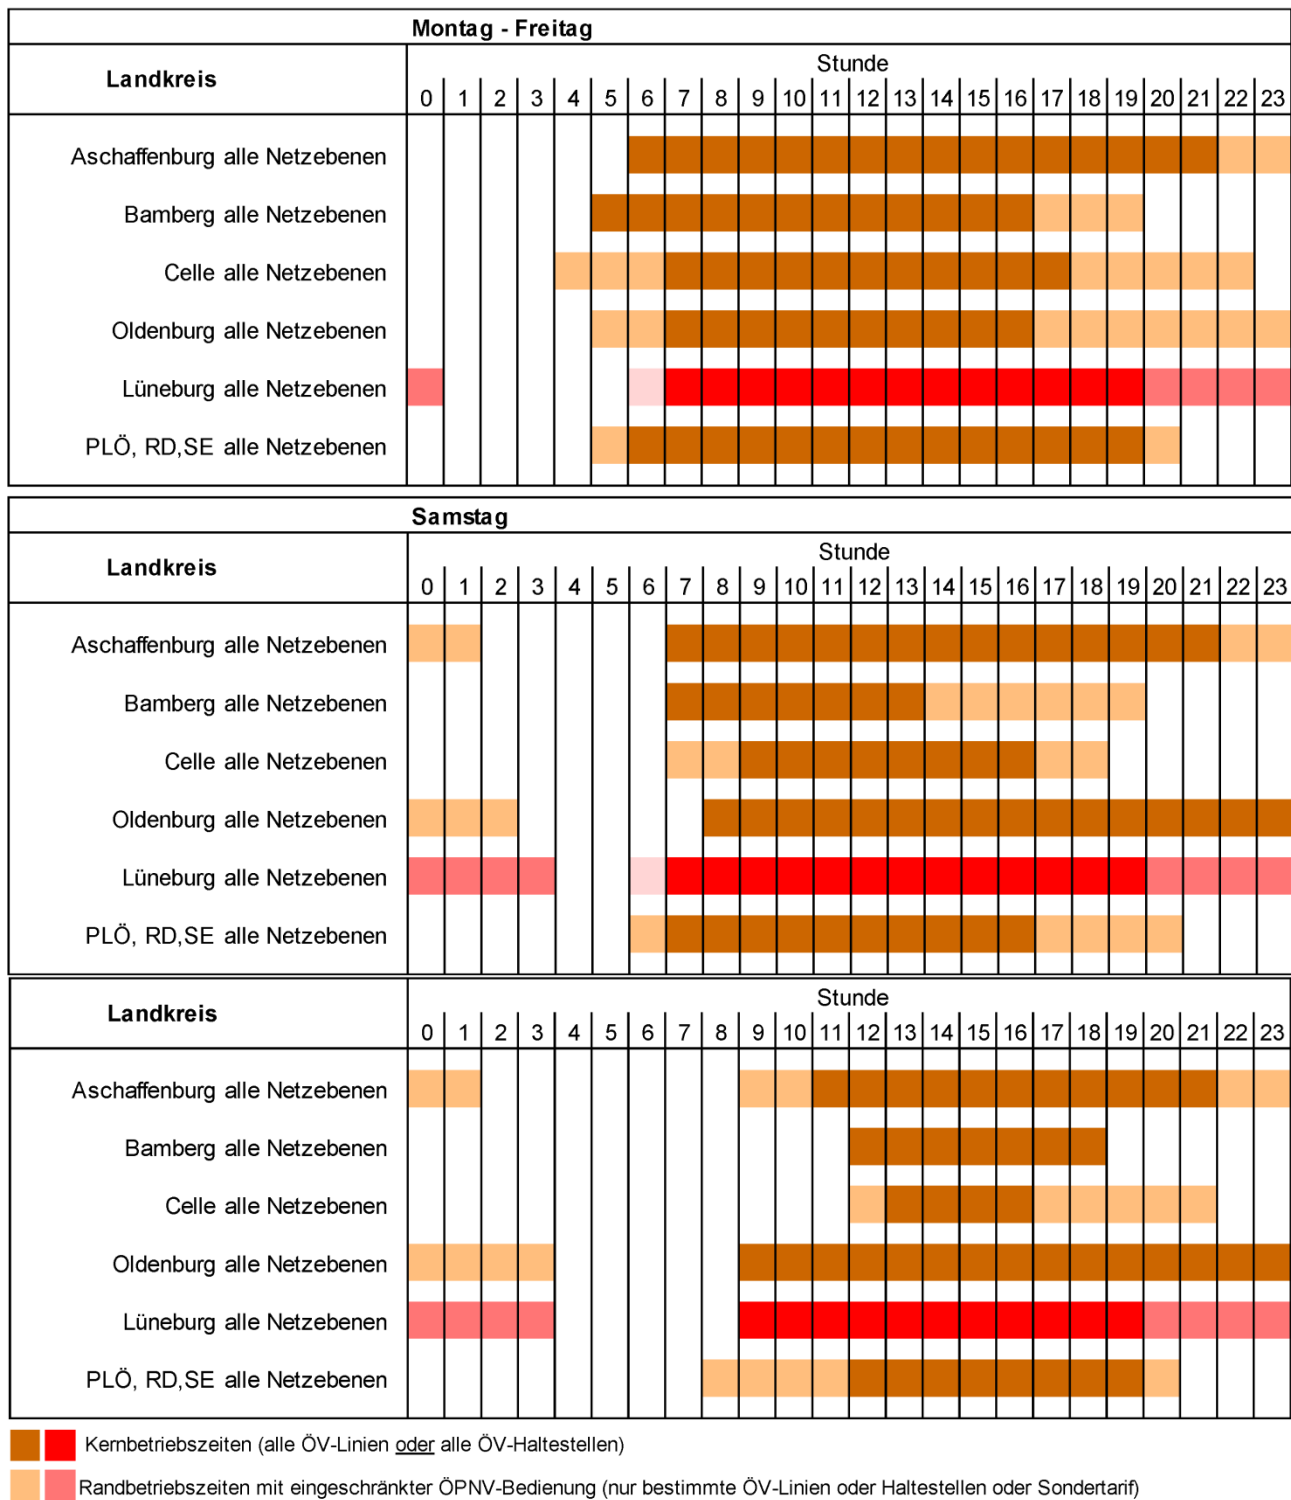 Montag - Freitag
Landkreis
Stunde
0 1 2 3 4 5 6 7 8 9 10 11 12 13 14 15 16 17 18 19 20 21 22 23
Aschaffenburg alle Netzebenen
Bamberg alle Netzebenen
Celle alle Netzebenen
Oldenburg alle Netzebenen
Lüneburg alle Netzebenen
PLÖ, RD,SE alle Netzebenen
Samstag
Landkreis
Stunde
0 1 2 3 4 5 6 7 8 9 10 11 12 13 14 15 16 17 18 19 20 21 22 23
Aschaffenburg alle Netzebenen
Bamberg alle Netzebenen
Celle alle Netzebenen
Oldenburg alle Netzebenen
Lüneburg alle Netzebenen
PLÖ, RD,SE alle Netzebenen
Landkreis
Stunde
0 1 2 3 4 5 6 7 8 9 10 11 12 13 14 15 16 17 18 19 20 21 22 23
Aschaffenburg alle Netzebenen
Bamberg alle Netzebenen
Celle alle Netzebenen
Oldenburg alle Netzebenen
Lüneburg alle Netzebenen
PLÖ, RD,SE alle Netzebenen
Kernbetriebszeiten (alle ÖV-Linien oder alle ÖV-Haltestellen)
Randbetriebszeiten mit eingeschränkter ÖPNV-Bedienung (nur bestimmte ÖV-Linien oder Haltestellen oder Sondertarif)